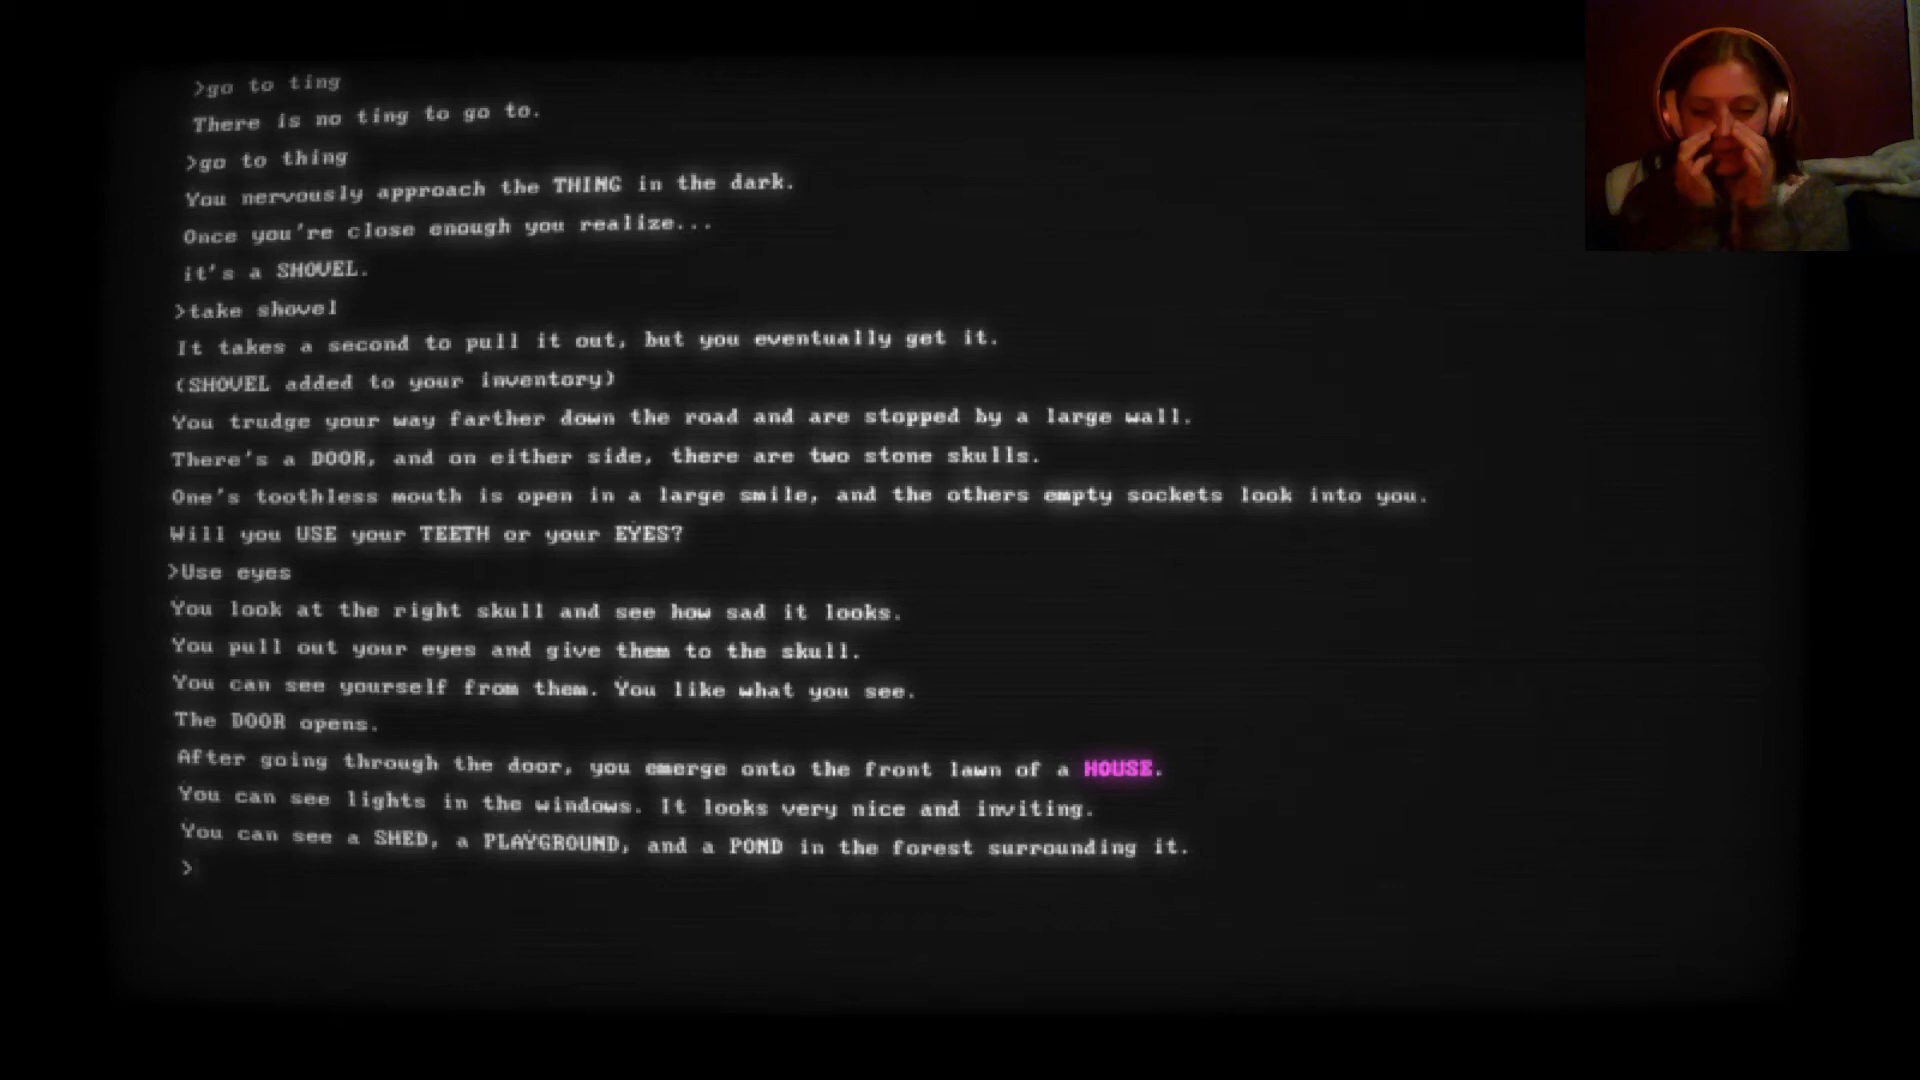 >go to ting
There is no ting to go to.
>go to thing
You nervously approach the THING in the dark.
Once you're close enough you realize...
it's a SHOVEL.
>take shovel
It takes a second to pull it out, but you eventually get it.
(SHOVEL added to your inventory)
You trudge your way farther down the road and are stopped by a large wall.
There's a DOOR, and on either side, there are two stone skulls.
One's toothless mouth is open in a large smile, and the others empty sockets look into you.
Will you USE your TEETH or your EYES?
>Use eyes
You look at the right skull and see how sad it looks.
You pull out your eyes and give them to the skull.
You can see yourself from them. You like what you see.
The DOOR opens.
After going through the door, you emerge onto the front lawn of a HOUSE.
You can see lights in the windows. It looks very nice and inviting.
You can see a SHED, a PLAYGROUND, and a POND in the forest surrounding it.
>